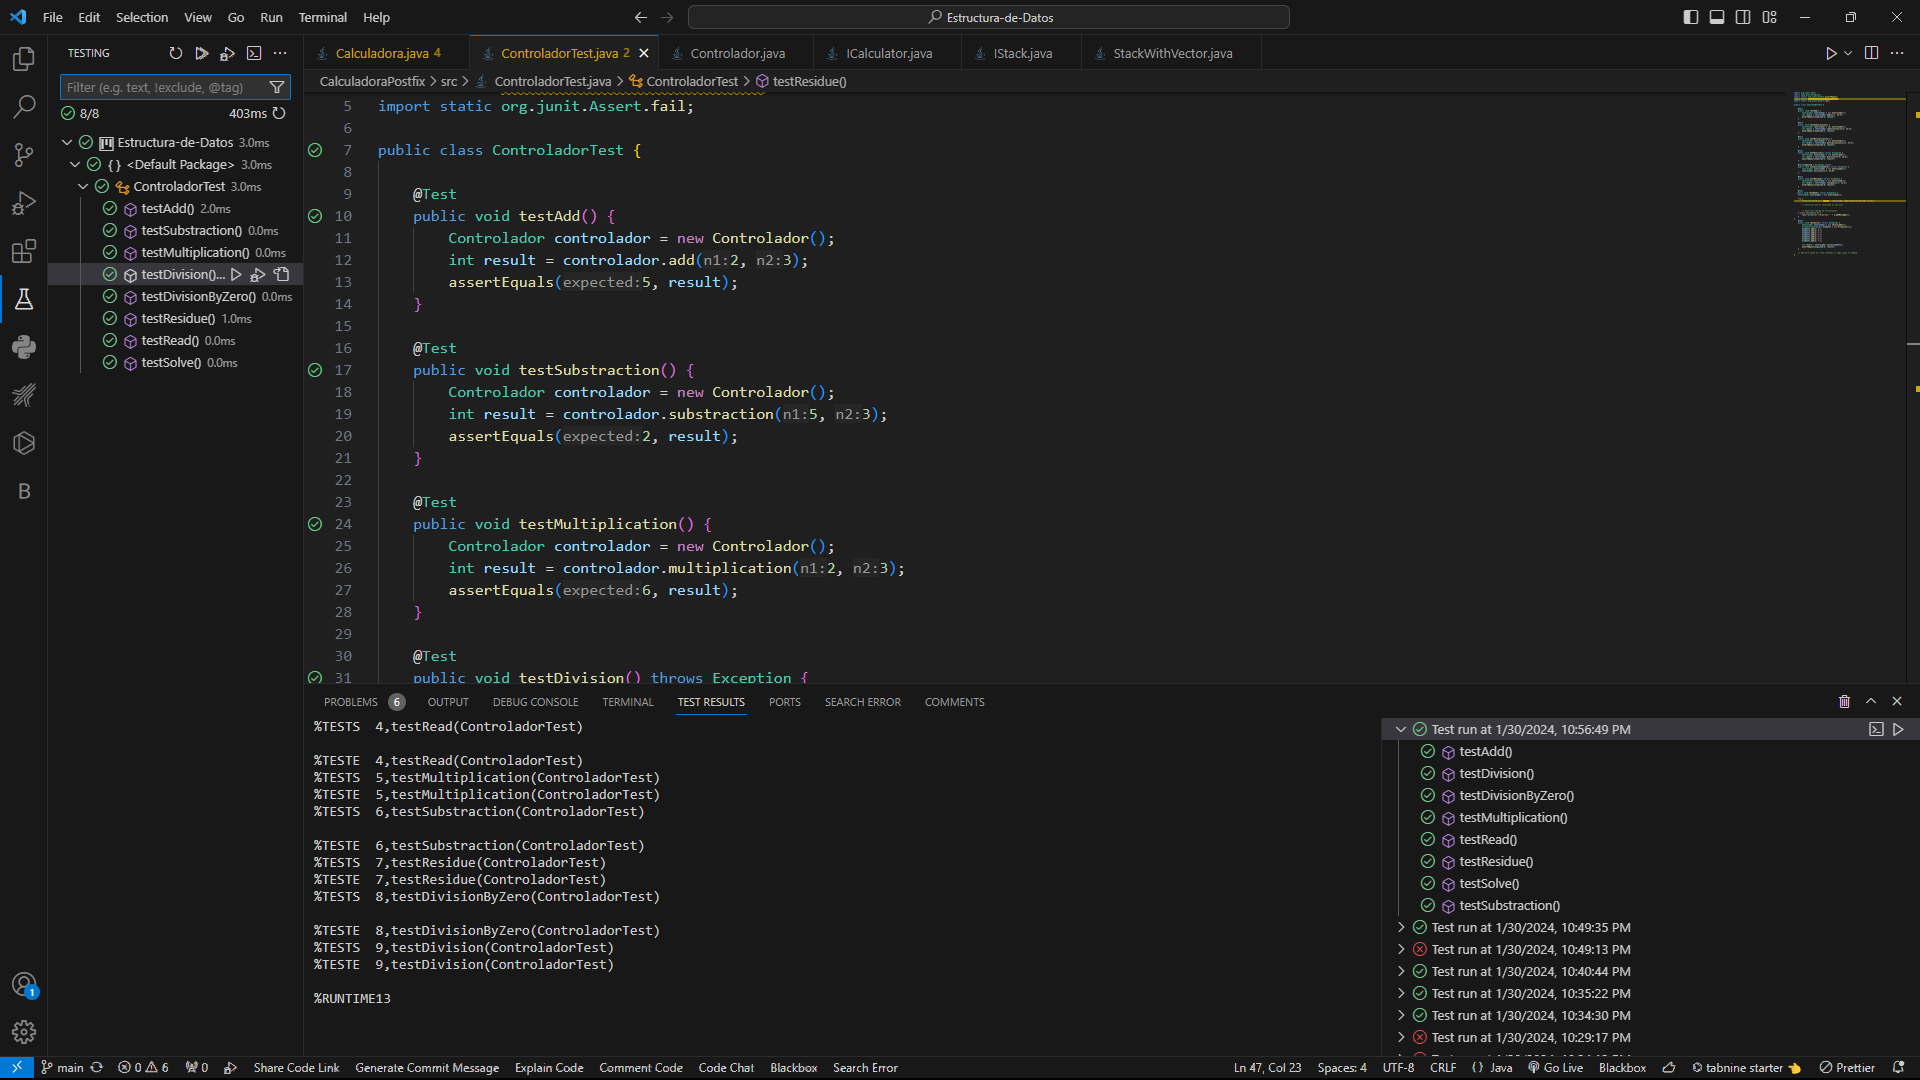 File Edit Selection View Go Run Terminal Help
Estructura-de-Datos
TESTING
Calculadora.java 4
ControladorTest.java 2
Controlador.java
ICalculator.java
IStack.java
StackWithVector.java
Filter (e.g. text, !exclude, @tag)
CalculadoraPostfix > src > ControladorTest.java > ControladorTest > testResidue()
8/8 403ms
Estructura-de-Datos 3.0ms
{} <Default Package> 3.0ms
ControladorTest 3.0ms
testAdd() 2.0ms
testSubstraction() 0.0ms
testMultiplication() 0.0ms
testDivision()...
testDivisionByZero() 0.0ms
testResidue() 1.0ms
testRead() 0.0ms
testSolve() 0.0ms
B
5 import static org.junit.Assert.fail;
6
7 public class ControladorTest {
8
9 @Test
10 public void testAdd() {
11 Controlador controlador = new Controlador();
12 int result = controlador.add(n1:2, n2:3);
13 assertEquals(expected:5, result);
14 }
15
16 @Test
17 public void testSubstraction() {
18 Controlador controlador = new Controlador();
19 int result = controlador.substraction(n1:5, n2:3);
20 assertEquals(expected:2, result);
21 }
22
23 @Test
24 public void testMultiplication() {
25 Controlador controlador = new Controlador();
26 int result = controlador.multiplication(n1:2, n2:3);
27 assertEquals(expected:6, result);
28 }
29
30 @Test
31 public void testDivision() throws Exception {
PROBLEMS 6 OUTPUT DEBUG CONSOLE TERMINAL TEST RESULTS PORTS SEARCH ERROR COMMENTS
%TESTS 4,testRead(ControladorTest)
%TESTE 4,testRead(ControladorTest)
%TESTS 5,testMultiplication(ControladorTest)
%TESTE 5,testMultiplication(ControladorTest)
%TESTS 6,testSubstraction(ControladorTest)
%TESTE 6,testSubstraction(ControladorTest)
%TESTS 7,testResidue(ControladorTest)
%TESTE 7,testResidue(ControladorTest)
%TESTS 8,testDivisionByZero(ControladorTest)
%TESTE 8,testDivisionByZero(ControladorTest)
%TESTS 9,testDivision(ControladorTest)
%TESTE 9,testDivision(ControladorTest)
%RUNTIME13
Test run at 1/30/2024, 10:56:49 PM
testAdd()
testDivision()
testDivisionByZero()
testMultiplication()
testRead()
testResidue()
testSolve()
testSubstraction()
Test run at 1/30/2024, 10:49:35 PM
Test run at 1/30/2024, 10:49:13 PM
Test run at 1/30/2024, 10:40:44 PM
Test run at 1/30/2024, 10:35:22 PM
Test run at 1/30/2024, 10:34:30 PM
Test run at 1/30/2024, 10:29:17 PM
1
main 0 6 0 Share Code Link Generate Commit Message Explain Code Comment Code Code Chat Blackbox Search Error Ln 47, Col 23 Spaces: 4 UTF-8 CRLF {} Java Go Live Blackbox tabnine starter Prettier